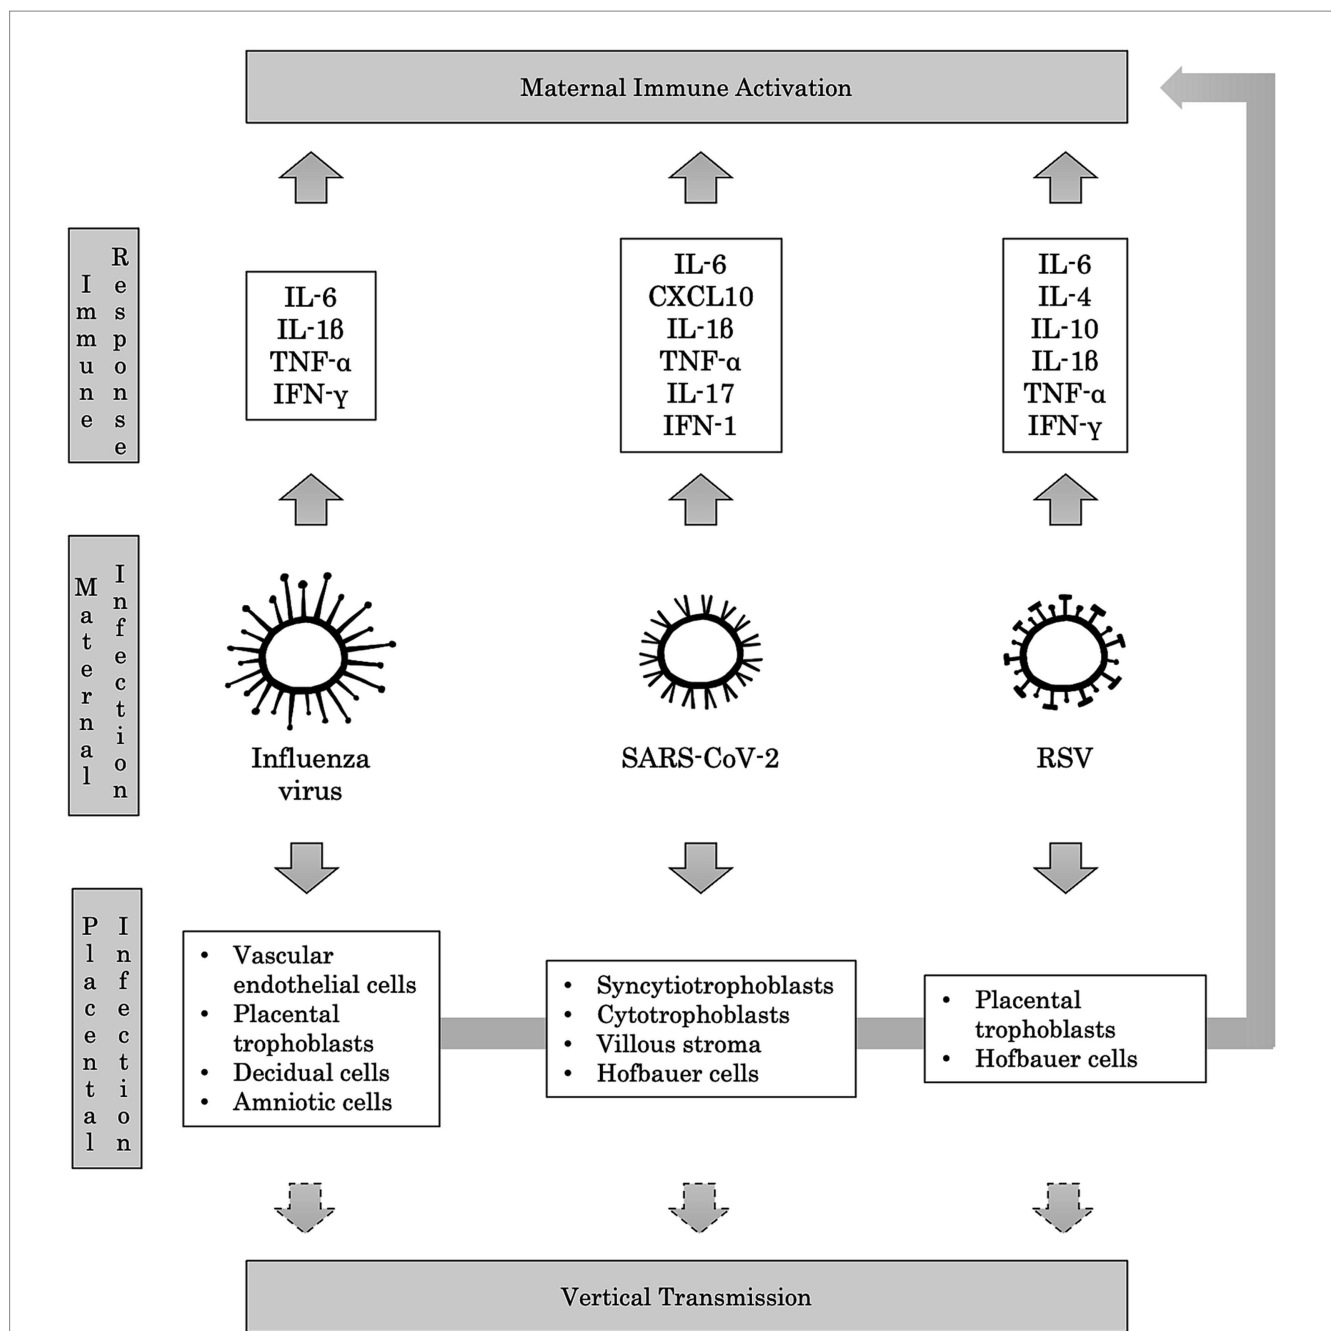 Maternal Immune Activation
Immune
Response
IL-6
IL-1β
TNF-α
IFN-γ
IL-6
CXCL10
IL-1β
TNF-α
IL-17
IFN-1
IL-6
IL-4
IL-10
IL-1β
TNF-α
IFN-γ
Maternal
Infection
Influenza
virus
SARS-CoV-2
RSV
Placental
Infection
• Vascular
endothelial cells
• Placental
trophoblasts
• Decidual cells
• Amniotic cells
• Syncytiotrophoblasts
• Cytotrophoblasts
• Villous stroma
• Hofbauer cells
• Placental
trophoblasts
• Hofbauer cells
Vertical Transmission